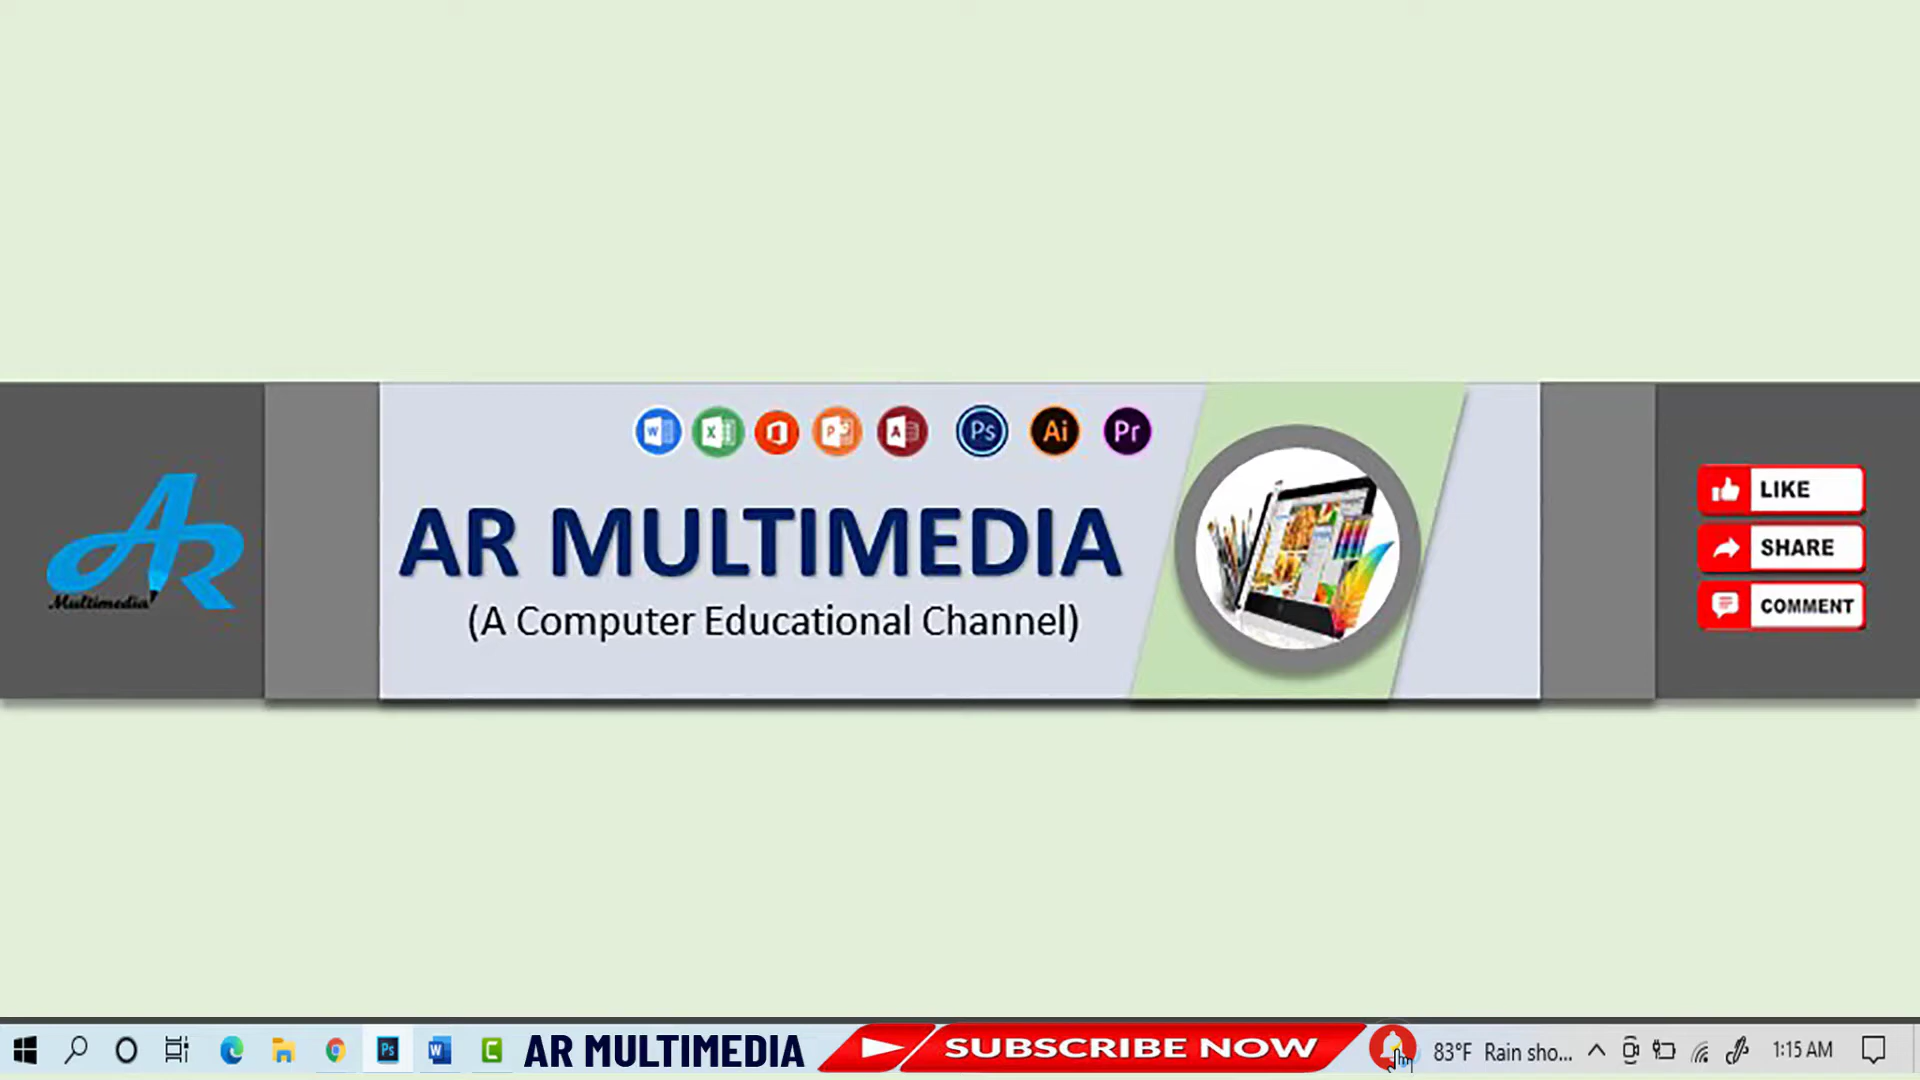 W X P A Ps Ai Pr
AR MULTIMEDIA
(A Computer Educational Channel)
AR
Multimedia
LIKE
SHARE
COMMENT
Ps W C AR MULTIMEDIA SUBSCRIBE NOW 83°F Rain sho... 1:15 AM